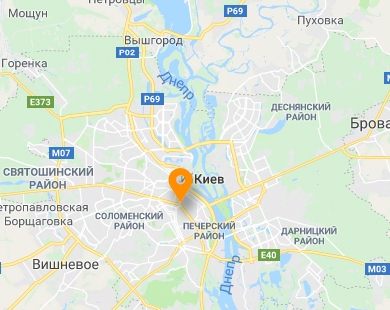 Мощун
Петровцы
P69
Пуховка
Вышгород
P02
Горенка
Днепр
E373
P69
ДЕСНЯНСКИЙ
РАЙОН
Брова
M07
СВЯТОШИНСКИЙ
РАЙОН
Киев
етропавловская
Борщаговка
СОЛОМЕНСКИЙ
РАЙОН
ПЕЧЕРСКИЙ
РАЙОН
ДАРНИЦКИЙ
РАЙОН
E40
Вишневое
Днепр
M03